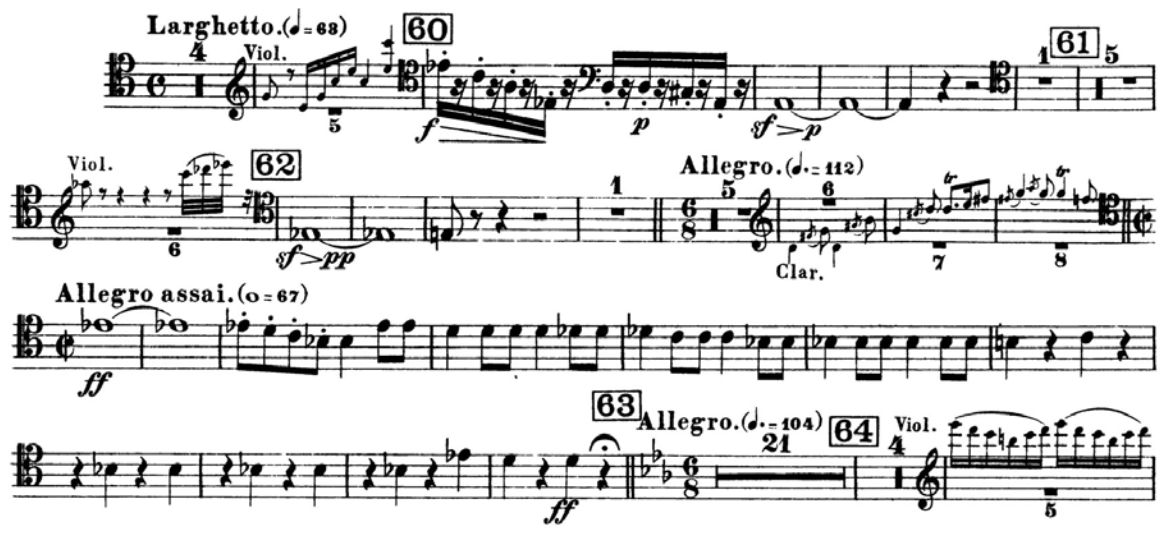 Larghetto.(♩=63) 60
4 Viol. 1 61 5
5 f p sf p
Viol. 62 Allegro.(♩.=112)
1 5 6 tr tr
6 8
6 sf pp Clar. 7 8
Allegro assai.(𝅝=67)
ff
63 Allegro.(♩.=104) 64 Viol.
21 4
6 8
ff 5